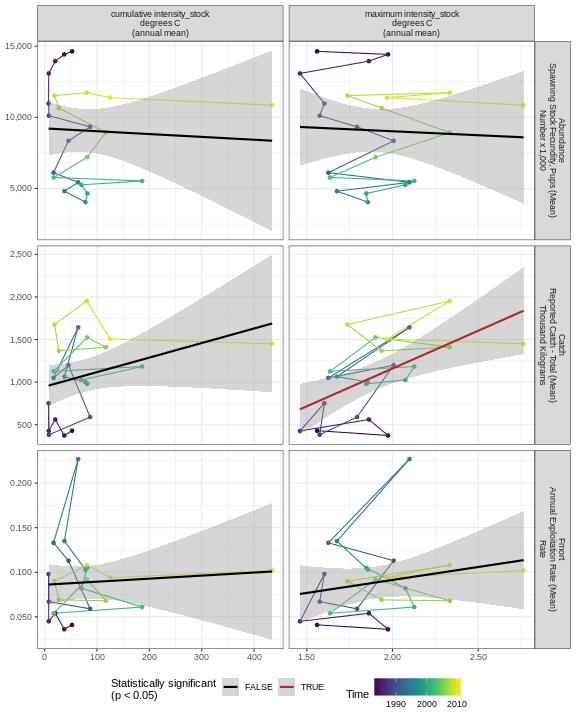 cumulative intensity_stock
degrees C
(annual mean)
maximum intensity_stock
degrees C
(annual mean)
15,000
10,000
5,000
Abundance
Spawning Stock Fecundity, Pups (Mean)
Number x 1,000
2,500
2,000
1,500
1,000
500
Catch
Reported Catch - Total (Mean)
Thousand kilograms
0.200
0.150
0.100
0.050
Fmort
Annual Exploitation Rate (Mean)
Rate
0 100 200 300 400
1.50 2.00 2.50
Statistically significant
(p < 0.05)
FALSE
TRUE
Time
1990 2000 2010